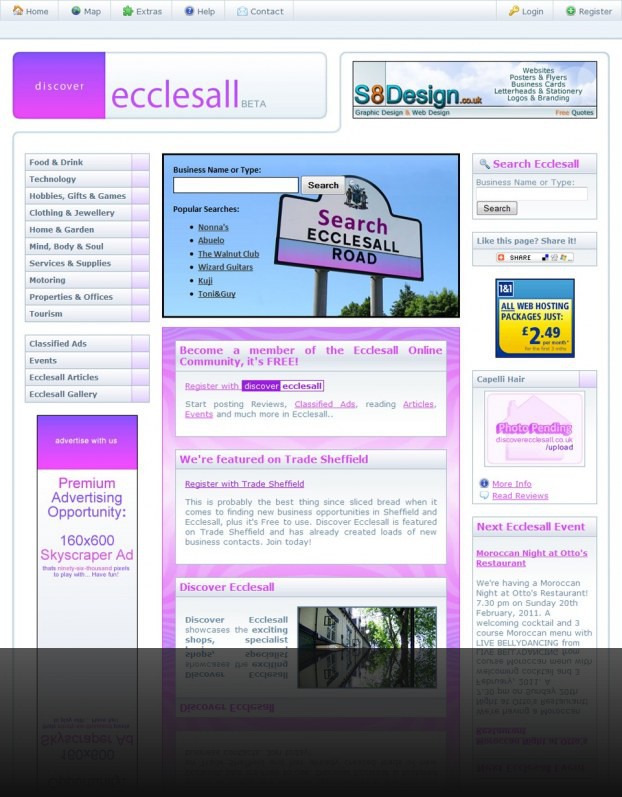 Home
Map
Extras
Help
Contact
Login
Register
discover
ecclesall BETA
S8Design.co.uk
Graphic Design & Web Design
Websites
Posters & Flyers
Business Cards
Letterheads & Stationery
Logos & Branding
Free Quotes
Food & Drink
Technology
Hobbies, Gifts & Games
Clothing & Jewellery
Home & Garden
Mind, Body & Soul
Services & Supplies
Motoring
Properties & Offices
Tourism
Classified Ads
Events
Ecclesall Articles
Ecclesall Gallery
advertise with us
Premium
Advertising
Opportunity:
160x600
Skyscraper Ad
thats ninety-six-thousand pixels
to play with... Have fun!
Business Name or Type:
Search
Popular Searches:
Nonna's
Abuelo
The Walnut Club
Wizard Guitars
Kuji
Toni&Guy
Search
ECCLESALL
ROAD
Become a member of the Ecclesall Online
Community, it's FREE!
Register with discover ecclesall
Start posting Reviews, Classified Ads, reading Articles,
Events and much more in Ecclesall..
We're featured on Trade Sheffield
Register with Trade Sheffield
This is probably the best thing since sliced bread when it
comes to finding new business opportunities in Sheffield and
Ecclesall, plus it's Free to use. Discover Ecclesall is featured
on Trade Sheffield and has already created loads of new
business contacts. Join today!
Discover Ecclesall
Discover Ecclesall
showcases the exciting
shops, specialist
Search Ecclesall
Business Name or Type:
Search
Like this page? Share it!
SHARE
1&1
ALL WEB HOSTING
PACKAGES JUST:
£2.49
per month*
Capelli Hair
Photo Pending
discoverecclesall.co.uk
/upload
More Info
Read Reviews
Next Ecclesall Event
Moroccan Night at Otto's
Restaurant
We're having a Moroccan
Night at Otto's Restaurant!
7.30 pm on Sunday 20th
February, 2011. A
welcoming cocktail and 3
course Moroccan menu with
LIVE BELLYDANCING from